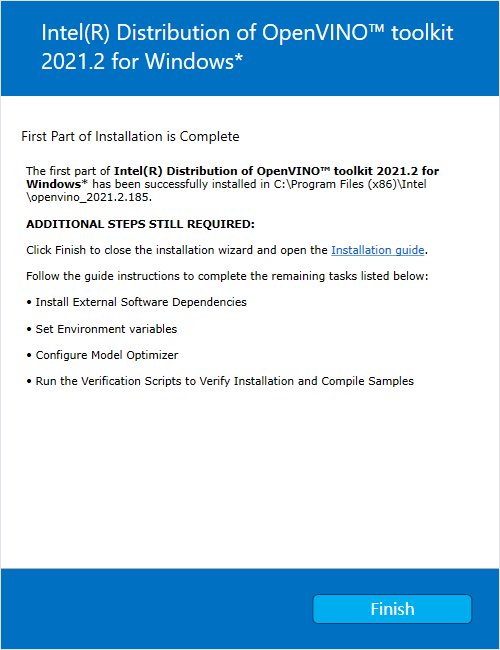 Intel(R) Distribution of OpenVINO™ toolkit
2021.2 for Windows*
First Part of Installation is Complete
The first part of Intel(R) Distribution of OpenVINO™ toolkit 2021.2 for
Windows* has been successfully installed in C:\Program Files (x86)\Intel
\openvino_2021.2.185.
ADDITIONAL STEPS STILL REQUIRED:
Click Finish to close the installation wizard and open the Installation guide.
Follow the guide instructions to complete the remaining tasks listed below:
• Install External Software Dependencies
• Set Environment variables
• Configure Model Optimizer
• Run the Verification Scripts to Verify Installation and Compile Samples
Finish